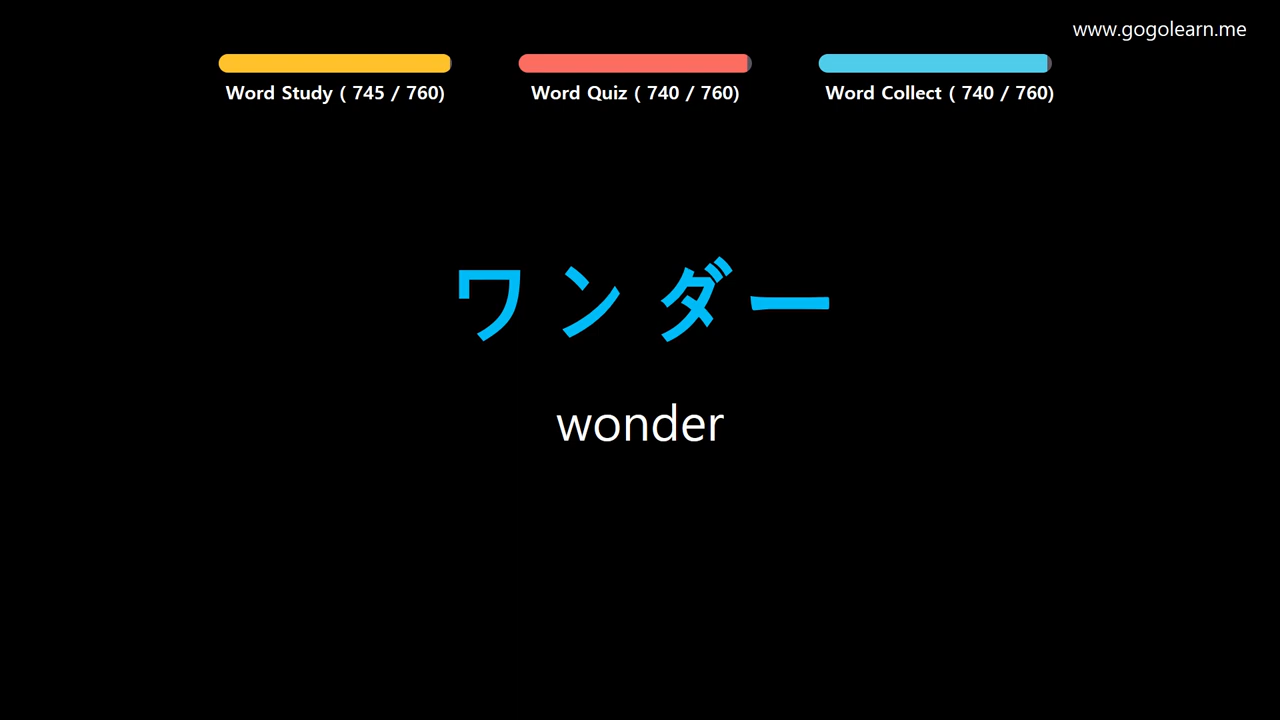 www.gogolearn.me
Word Study ( 745 / 760)
Word Quiz ( 740 / 760)
Word Collect ( 740 / 760)
ワンダー
wonder